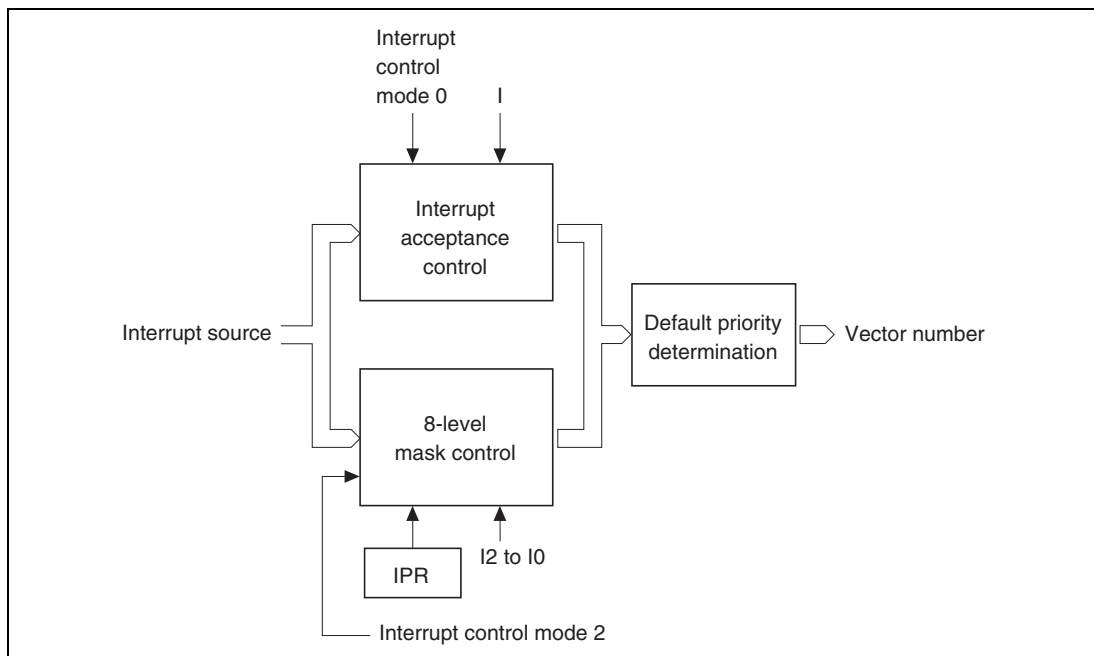 Interrupt
control
mode 0
I
Interrupt
acceptance
control
Interrupt source
Default priority
determination
Vector number
8-level
mask control
IPR
I2 to I0
Interrupt control mode 2